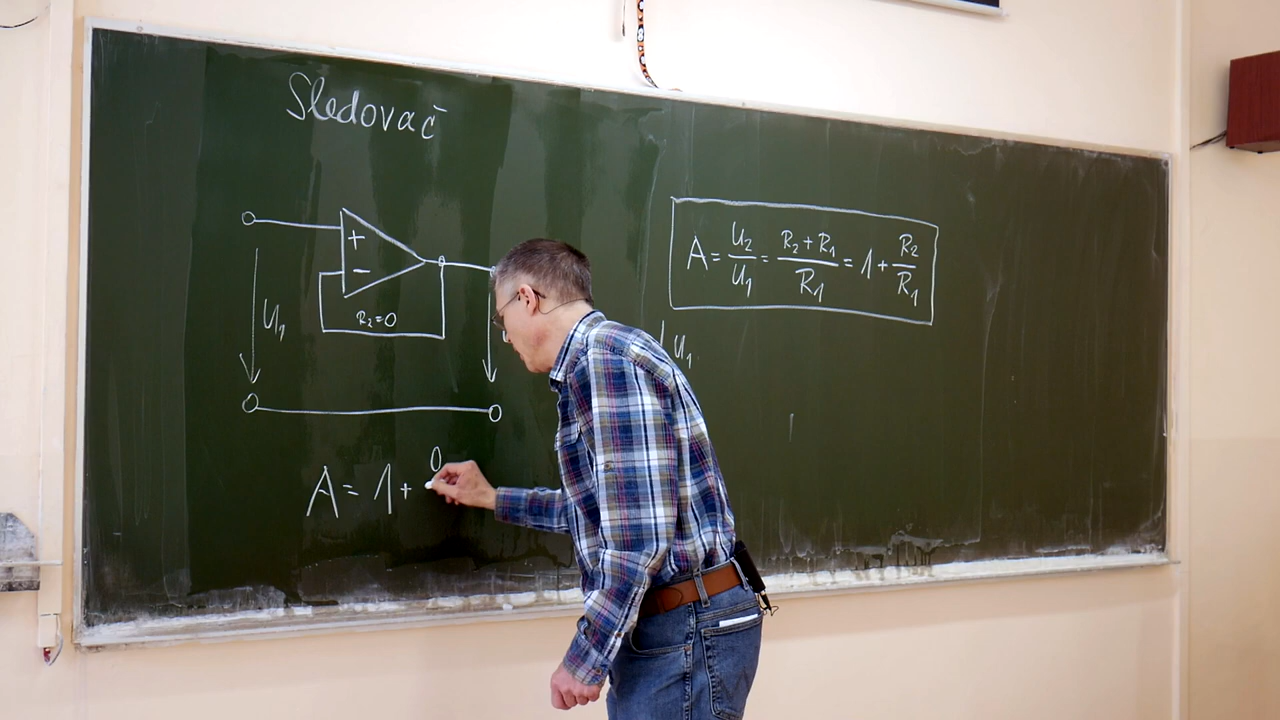 Sledovač
+
−
R₂=0
U₁
A = U₂/U₁ = (R₂+R₁)/R₁ = 1+R₂/R₁
U₁
A = 1+ 0